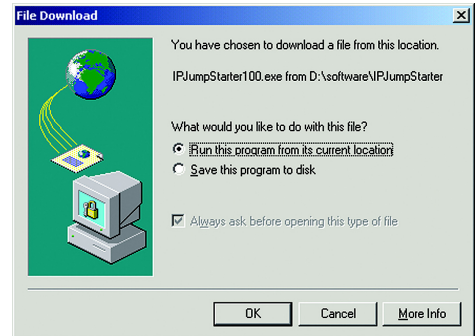 File Download
You have chosen to download a file from this location.
IPJumpStarter100.exe from D:\software\IPJumpStarter
What would you like to do with this file?
Run this program from its current location
Save this program to disk
Always ask before opening this type of file
OK
Cancel
More Info